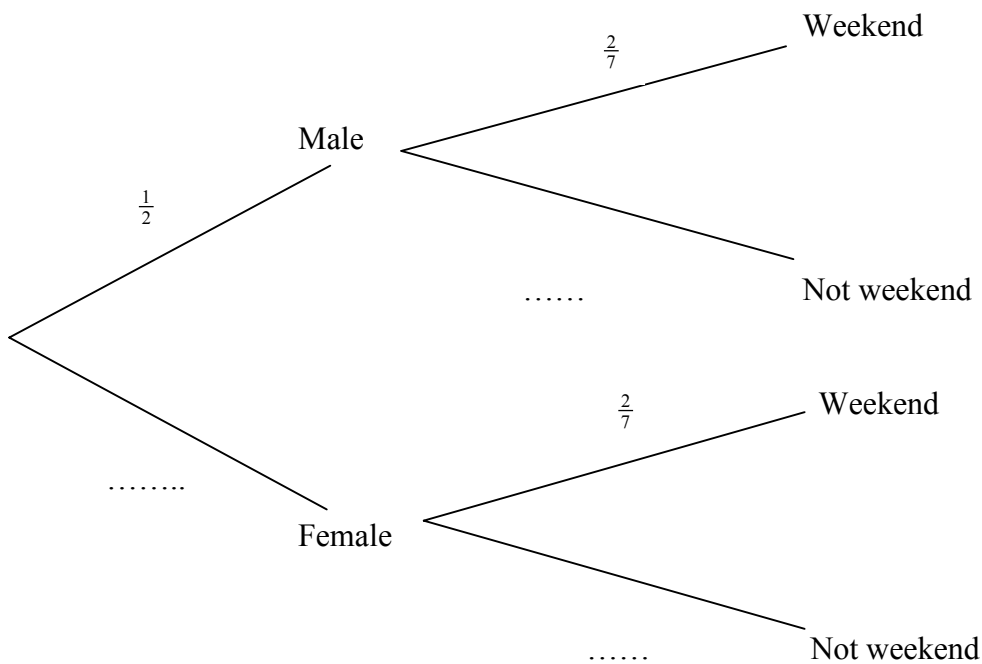 Weekend
2/7
Male
1/2
Not weekend
……
Weekend
2/7
……..
Female
Not weekend
……